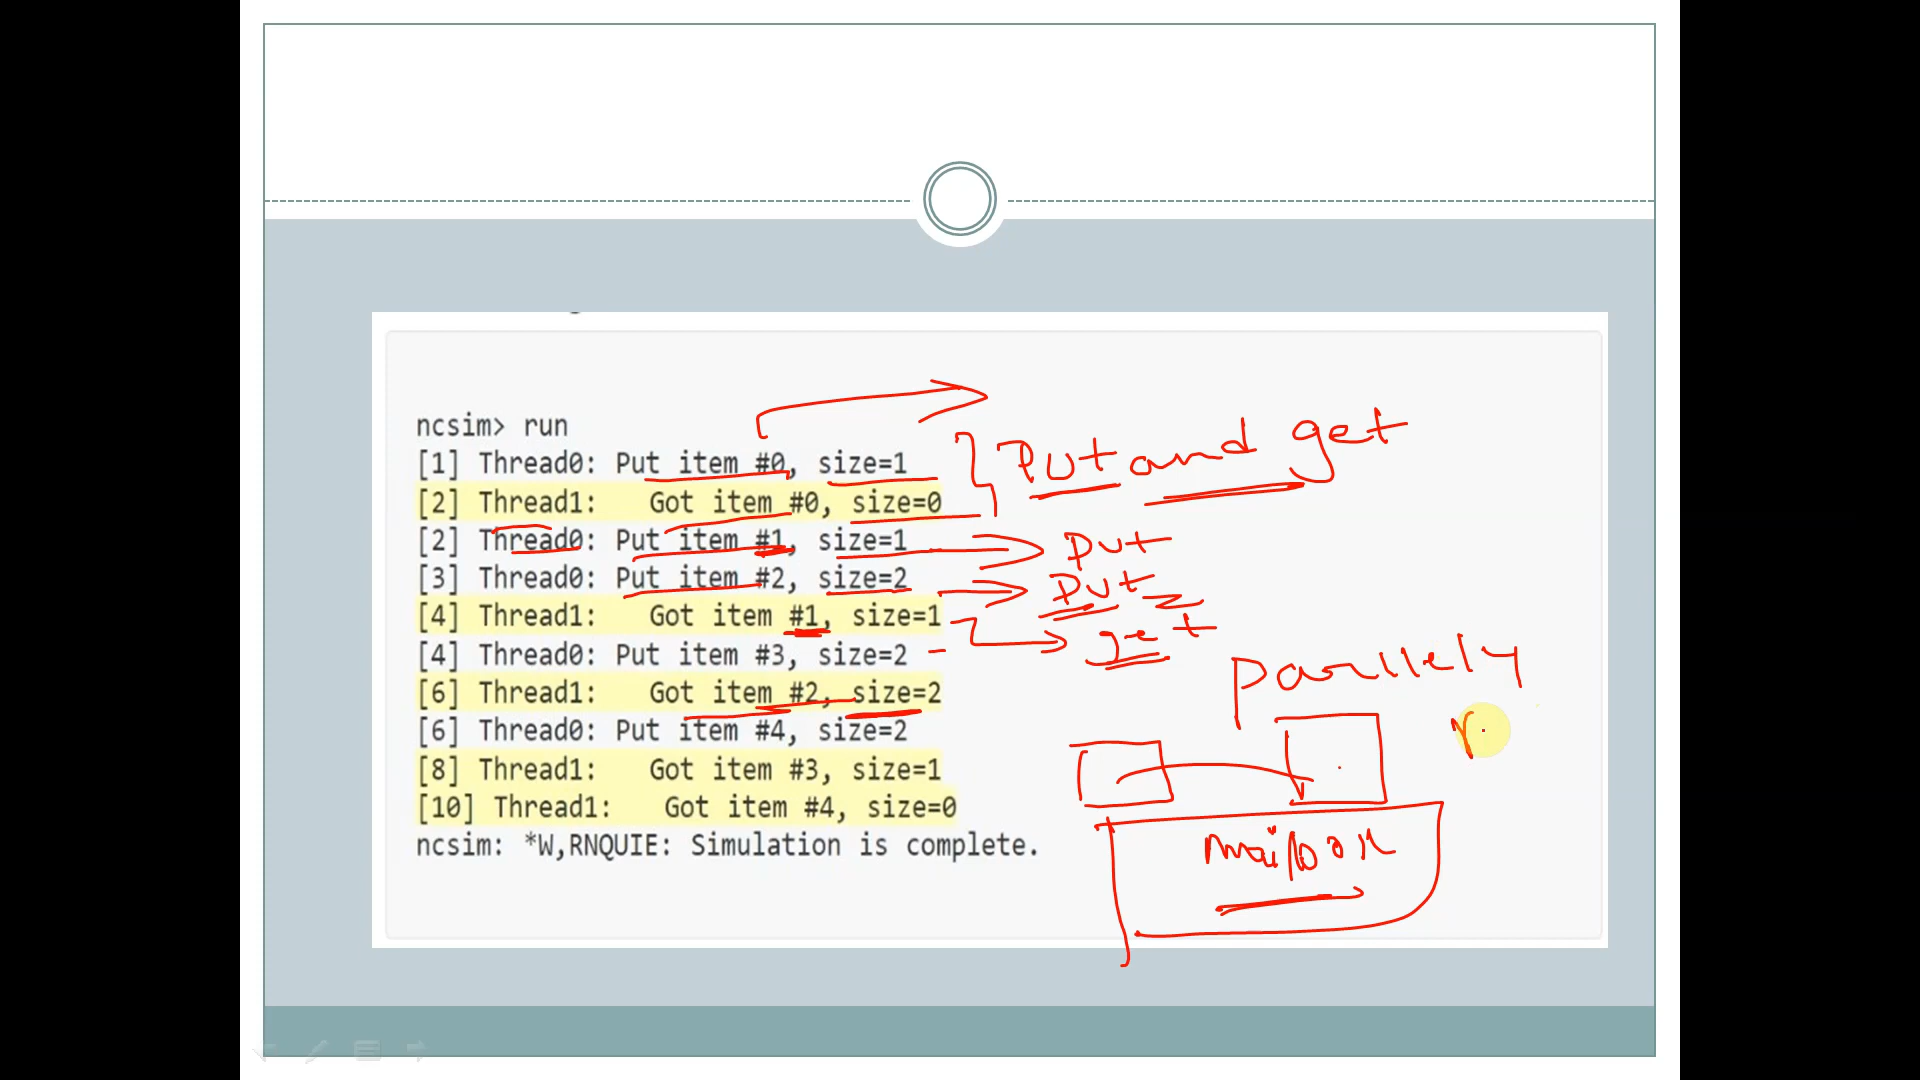 ncsim> run
[1] Thread0: Put item #0, size=1
[2] Thread1: Got item #0, size=0
[2] Thread0: Put item #1, size=1
[3] Thread0: Put item #2, size=2
[4] Thread1: Got item #1, size=1
[4] Thread0: Put item #3, size=2
[6] Thread1: Got item #2, size=2
[6] Thread0: Put item #4, size=2
[8] Thread1: Got item #3, size=1
[10] Thread1: Got item #4, size=0
ncsim: *W,RNQUIE: Simulation is complete.
Put and get
put
put
get
parallely
mailbox